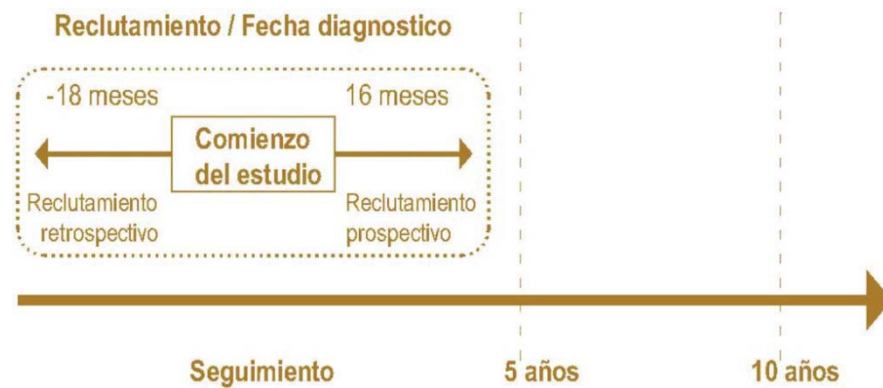 Reclutamiento / Fecha diagnostico
-18 meses
16 meses
Comienzo
del estudio
Reclutamiento
retrospectivo
Reclutamiento
prospectivo
Seguimiento
5 años
10 años